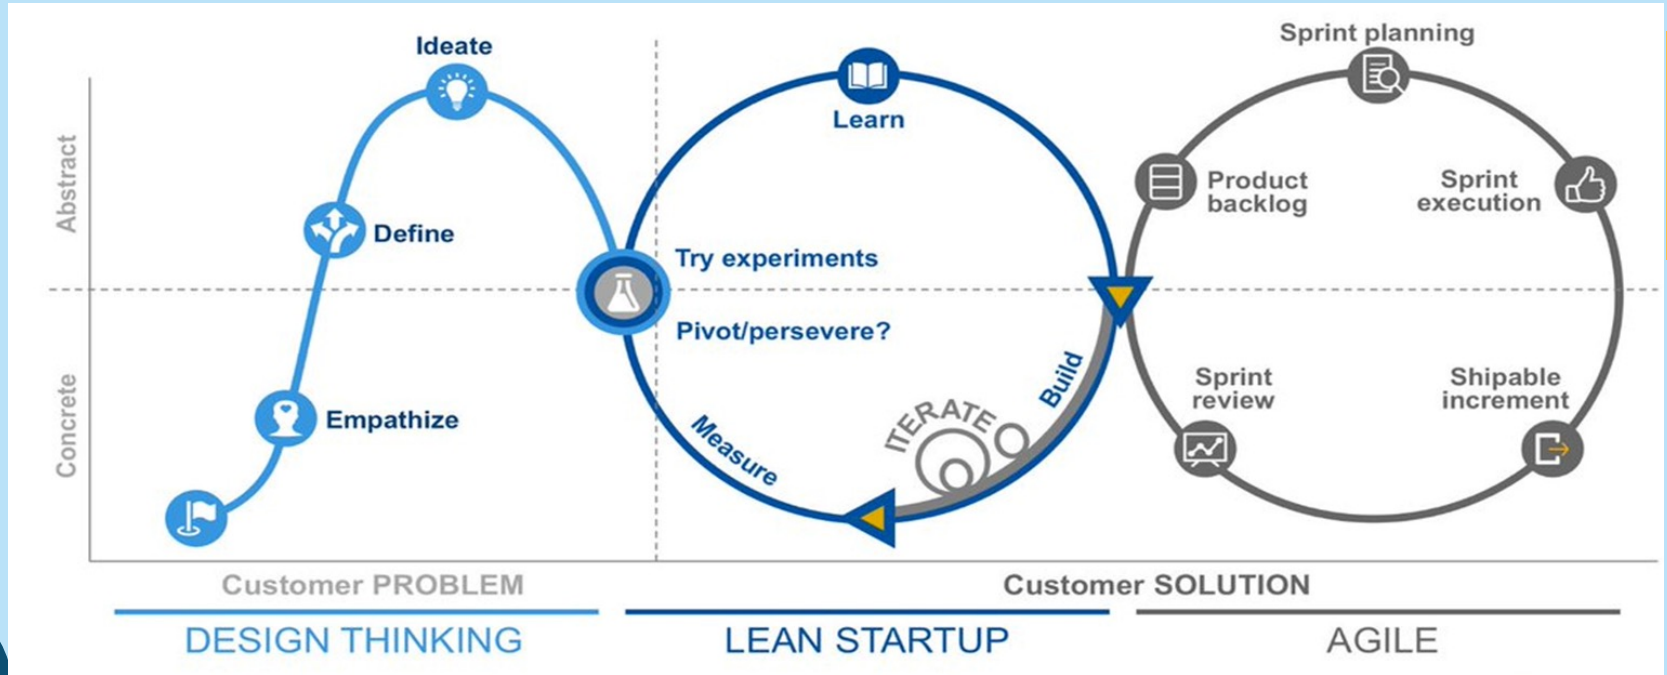 Ideate
Define
Empathize
Abstract
Concrete
Learn
Try experiments
Pivot/persevere?
Measure
ITERATE
Build
Sprint planning
Product
backlog
Sprint
execution
Sprint
review
Shipable
increment
Customer PROBLEM
Customer SOLUTION
DESIGN THINKING
LEAN STARTUP
AGILE